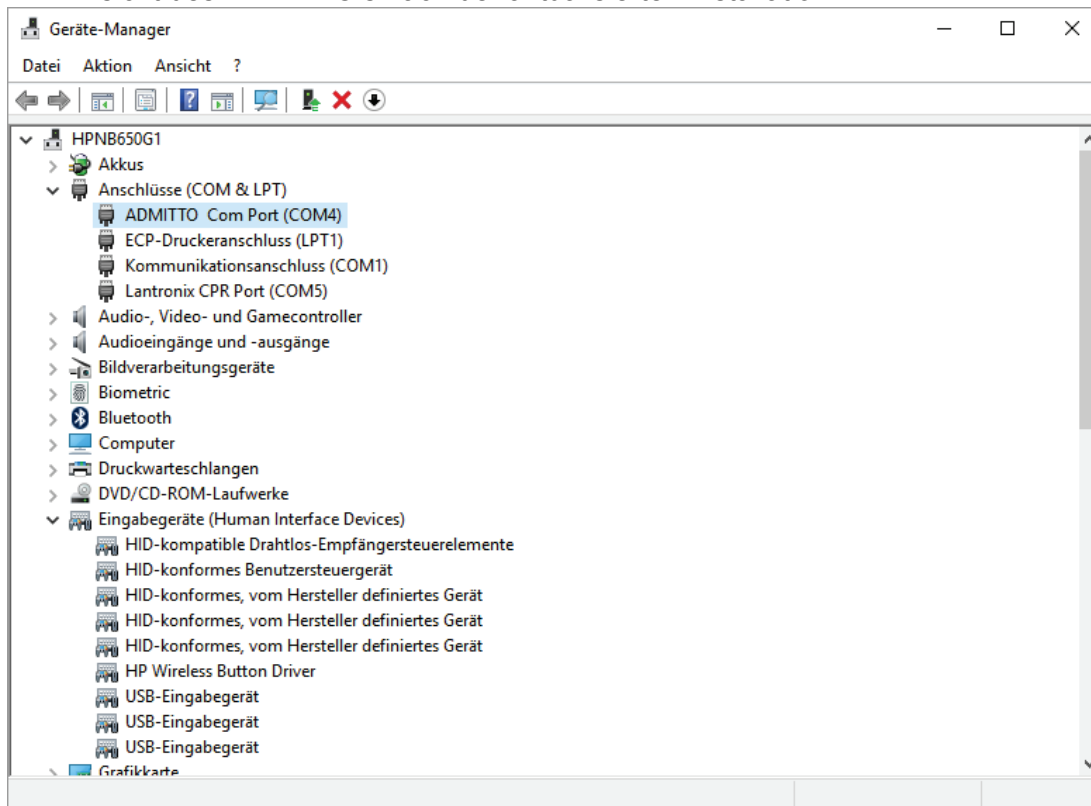 Geräte-Manager
Datei Aktion Ansicht ?
HPNB650G1
Akkus
Anschlüsse (COM & LPT)
ADMITTO Com Port (COM4)
ECP-Druckeranschluss (LPT1)
Kommunikationsanschluss (COM1)
Lantronix CPR Port (COM5)
Audio-, Video- und Gamecontroller
Audioeingänge und -ausgänge
Bildverarbeitungsgeräte
Biometric
Bluetooth
Computer
Druckwarteschlangen
DVD/CD-ROM-Laufwerke
Eingabegeräte (Human Interface Devices)
HID-kompatible Drahtlos-Empfängersteuerelemente
HID-konformes Benutzersteuergerät
HID-konformes, vom Hersteller definiertes Gerät
HID-konformes, vom Hersteller definiertes Gerät
HID-konformes, vom Hersteller definiertes Gerät
HP Wireless Button Driver
USB-Eingabegerät
USB-Eingabegerät
USB-Eingabegerät
Grafikkarte